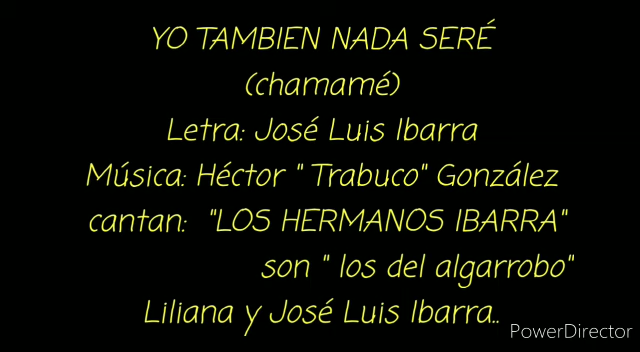 YO TAMBIEN NADA SERÉ
(chamamé)
Letra: José Luis Ibarra
Música: Héctor " Trabuco" González
cantan: "LOS HERMANOS IBARRA"
son " los del algarrobo"
Liliana y José Luis Ibarra..
PowerDirector